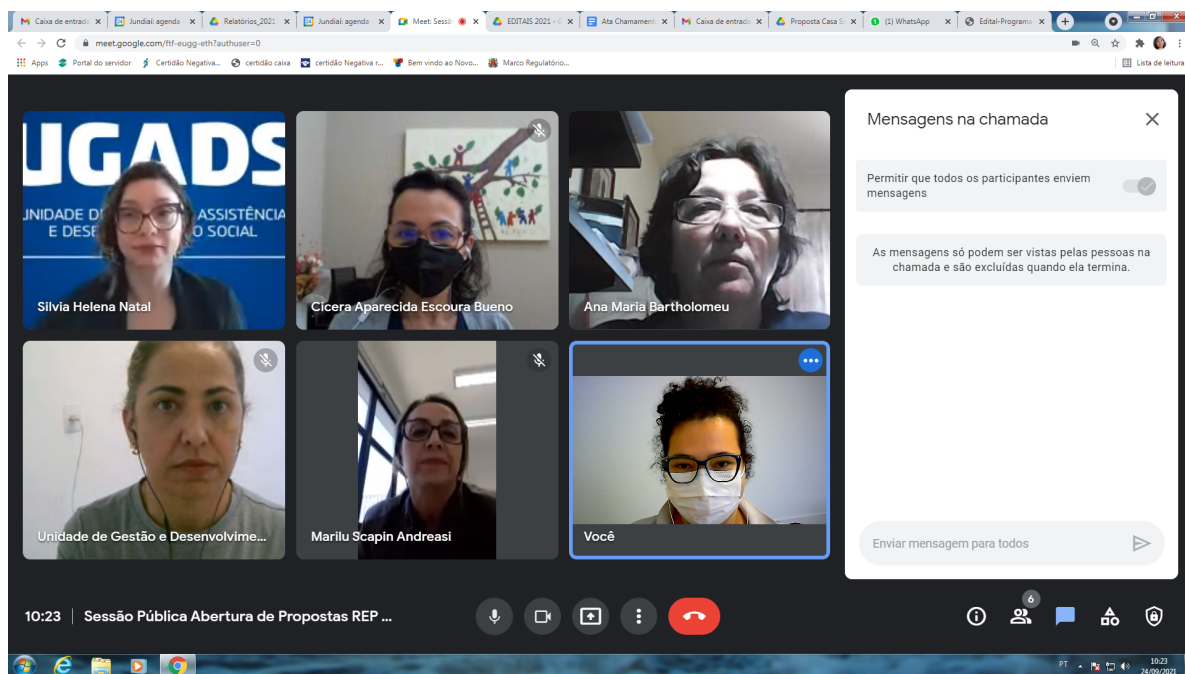 Caixa de entrada
Jundiaí: agenda
Relatórios_2021
Jundiaí: agenda
Meet: Sessã
EDITAIS 2021 - C
Ata Chamament
Caixa de entrada
Proposta Casa S
(1) WhatsApp
Edital-Programa
meet.google.com/ftf-eugg-eth?authuser=0
Apps
Portal do servidor
Certidão Negativa...
certidão caixa
certidão Negativa r...
Bem vindo ao Novo...
Marco Regulatório...
Lista de leitura
UGADS
UNIDADE D ASSISTÊNCIA
E DESE O SOCIAL
Silvia Helena Natal
Cicera Aparecida Escoura Bueno
Ana Maria Bartholomeu
Unidade de Gestão e Desenvolvime...
Marilu Scapin Andreasi
Você
Mensagens na chamada
Permitir que todos os participantes enviem
mensagens
As mensagens só podem ser vistas pelas pessoas na
chamada e são excluídas quando ela termina.
Enviar mensagem para todos
10:23 | Sessão Pública Abertura de Propostas REP ...
6
PT
10:23
24/09/2021